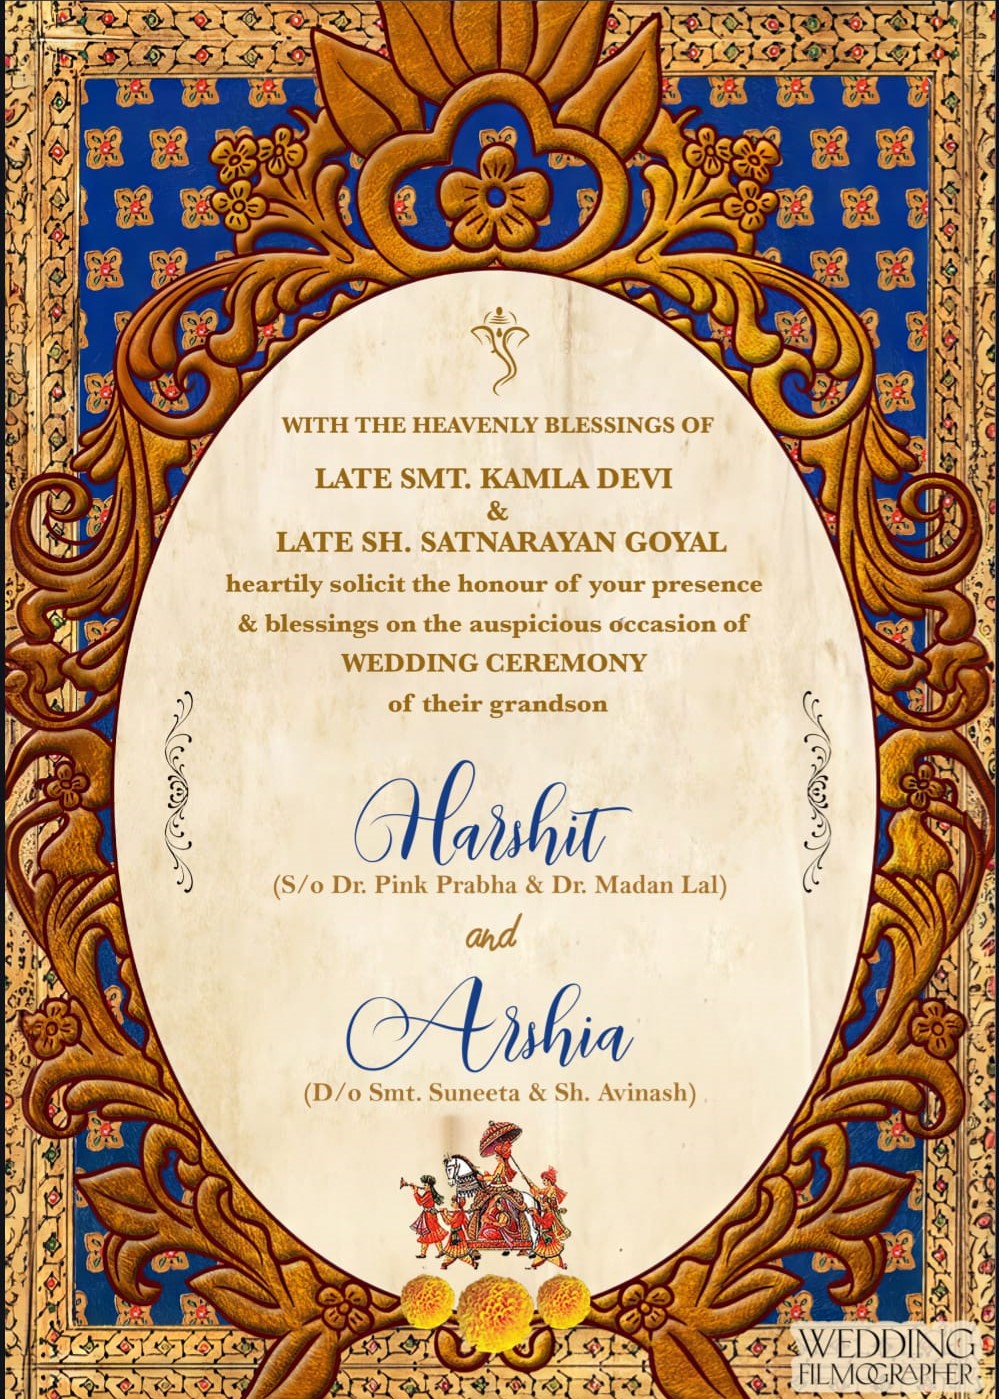 WITH THE HEAVENLY BLESSINGS OF
LATE SMT. KAMLA DEVI
&
LATE SH. SATNARAYAN GOYAL
heartily solicit the honour of your presence
& blessings on the auspicious occasion of
WEDDING CEREMONY
of their grandson
Harshit
(S/o Dr. Pink Prabha & Dr. Madan Lal)
and
Arshia
(D/o Smt. Suneeta & Sh. Avinash)
WEDDING
FILMOGRAPHER